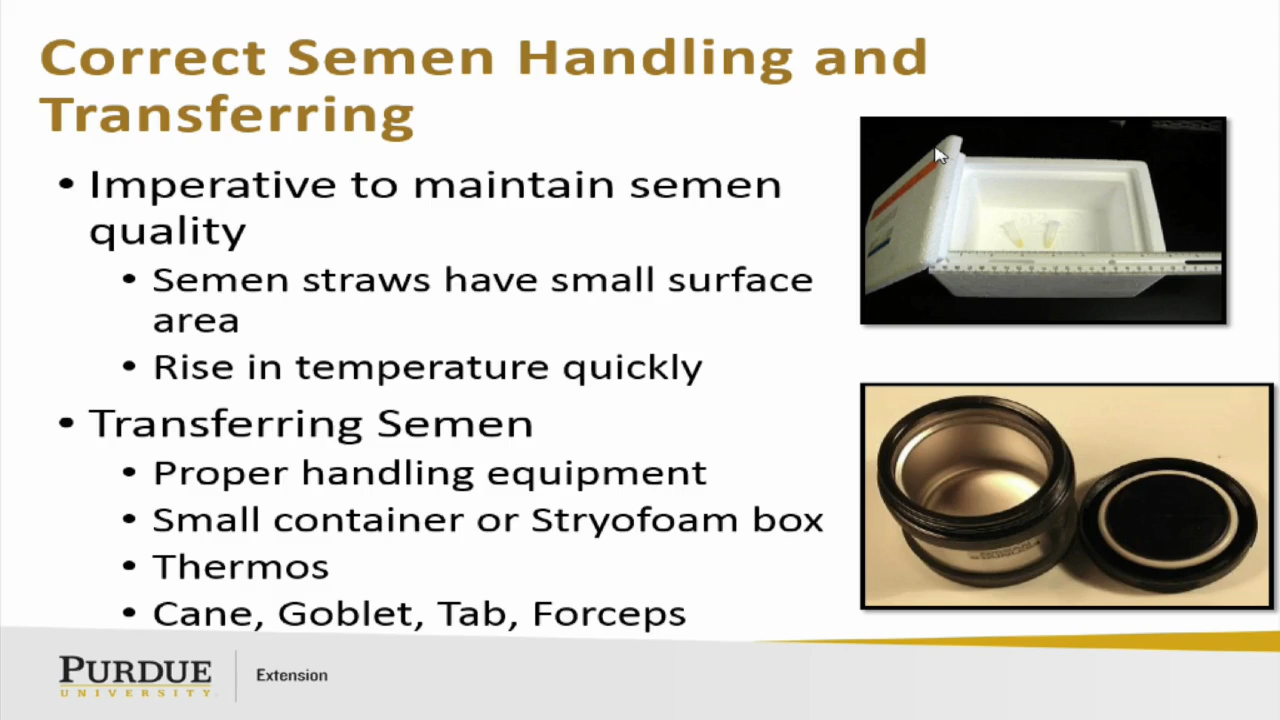 Correct Semen Handling and
Transferring
• Imperative to maintain semen
quality
• Semen straws have small surface
area
• Rise in temperature quickly
• Transferring Semen
• Proper handling equipment
• Small container or Stryofoam box
• Thermos
• Cane, Goblet, Tab, Forceps
PURDUE
UNIVERSITY
Extension